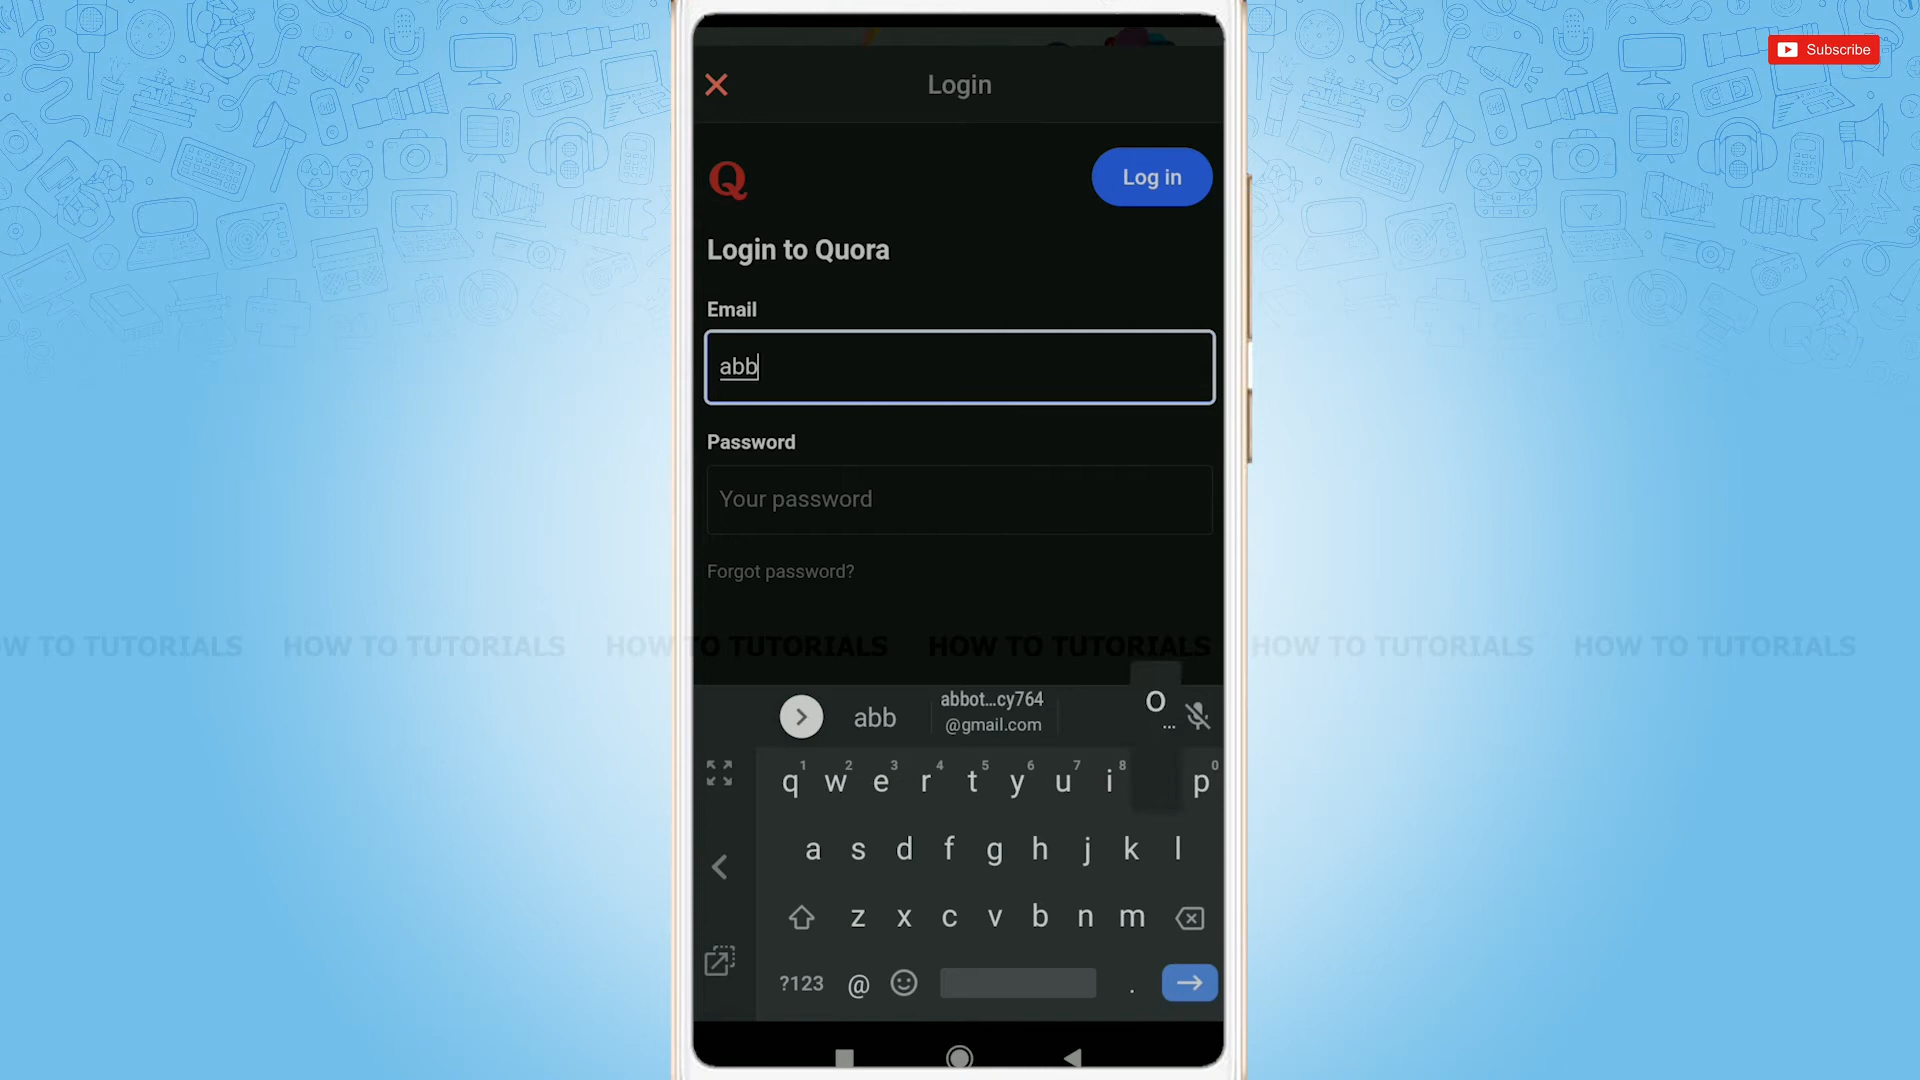 Subscribe
Login
Q
Log in
Login to Quora
Email
abb
Password
Your password
Forgot password?
W TO TUTORIALS HOW TO TUTORIALS HOW TO TUTORIALS HOW TO TUTORIALS HOW TO TUTORIALS HOW TO TUTORIALS
abb
abbot...cy764
@gmail.com
o
...
1 2 3 4 5 6 7 8 0
q w e r t y u i p
a s d f g h j k l
z x c v b n m
?123 @ .